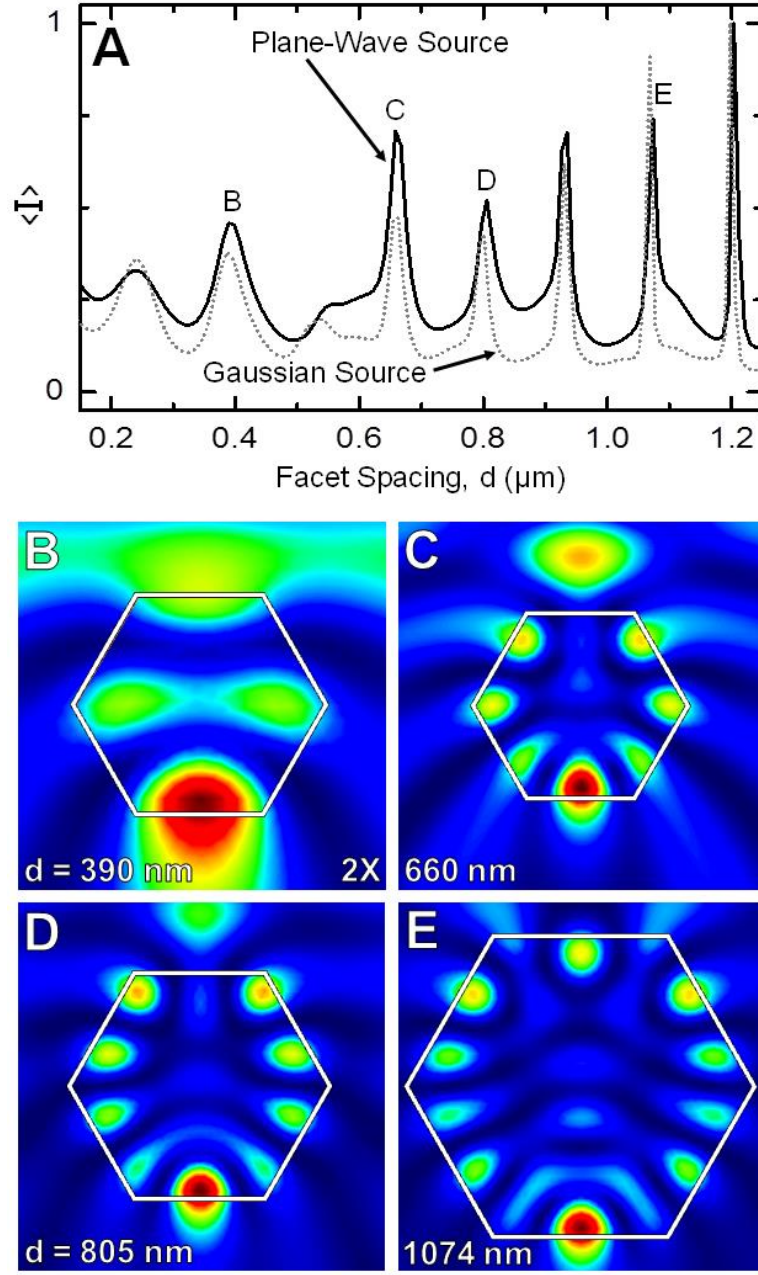 1
A
Plane-Wave Source
C
E
B
D
<I>
Gaussian Source
0
0.2 0.4 0.6 0.8 1.0 1.2
Facet Spacing, d (µm)
B
d = 390 nm 2X
C
660 nm
D
d = 805 nm
E
1074 nm